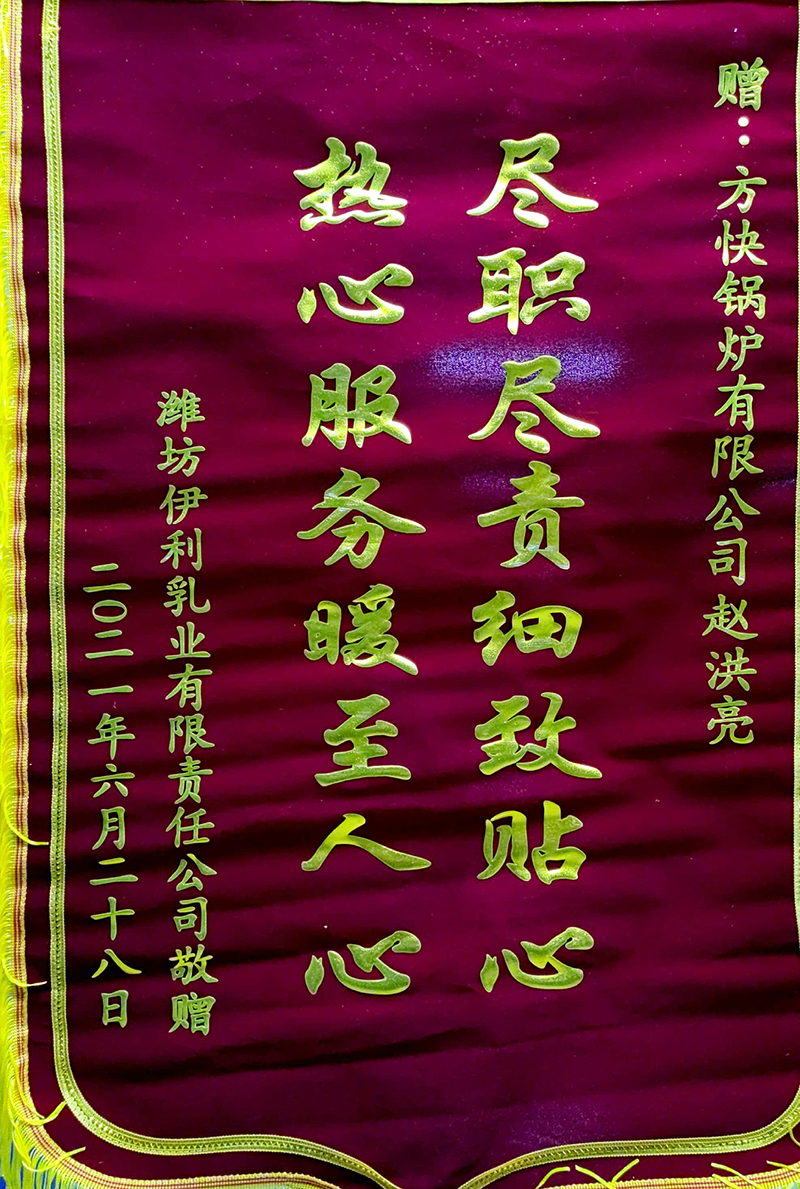 赠：方快锅炉有限公司赵洪亮
尽职尽责细致贴心
热心服务暖至人心
潍坊伊利乳业有限责任公司敬赠
二〇二一年六月二十八日